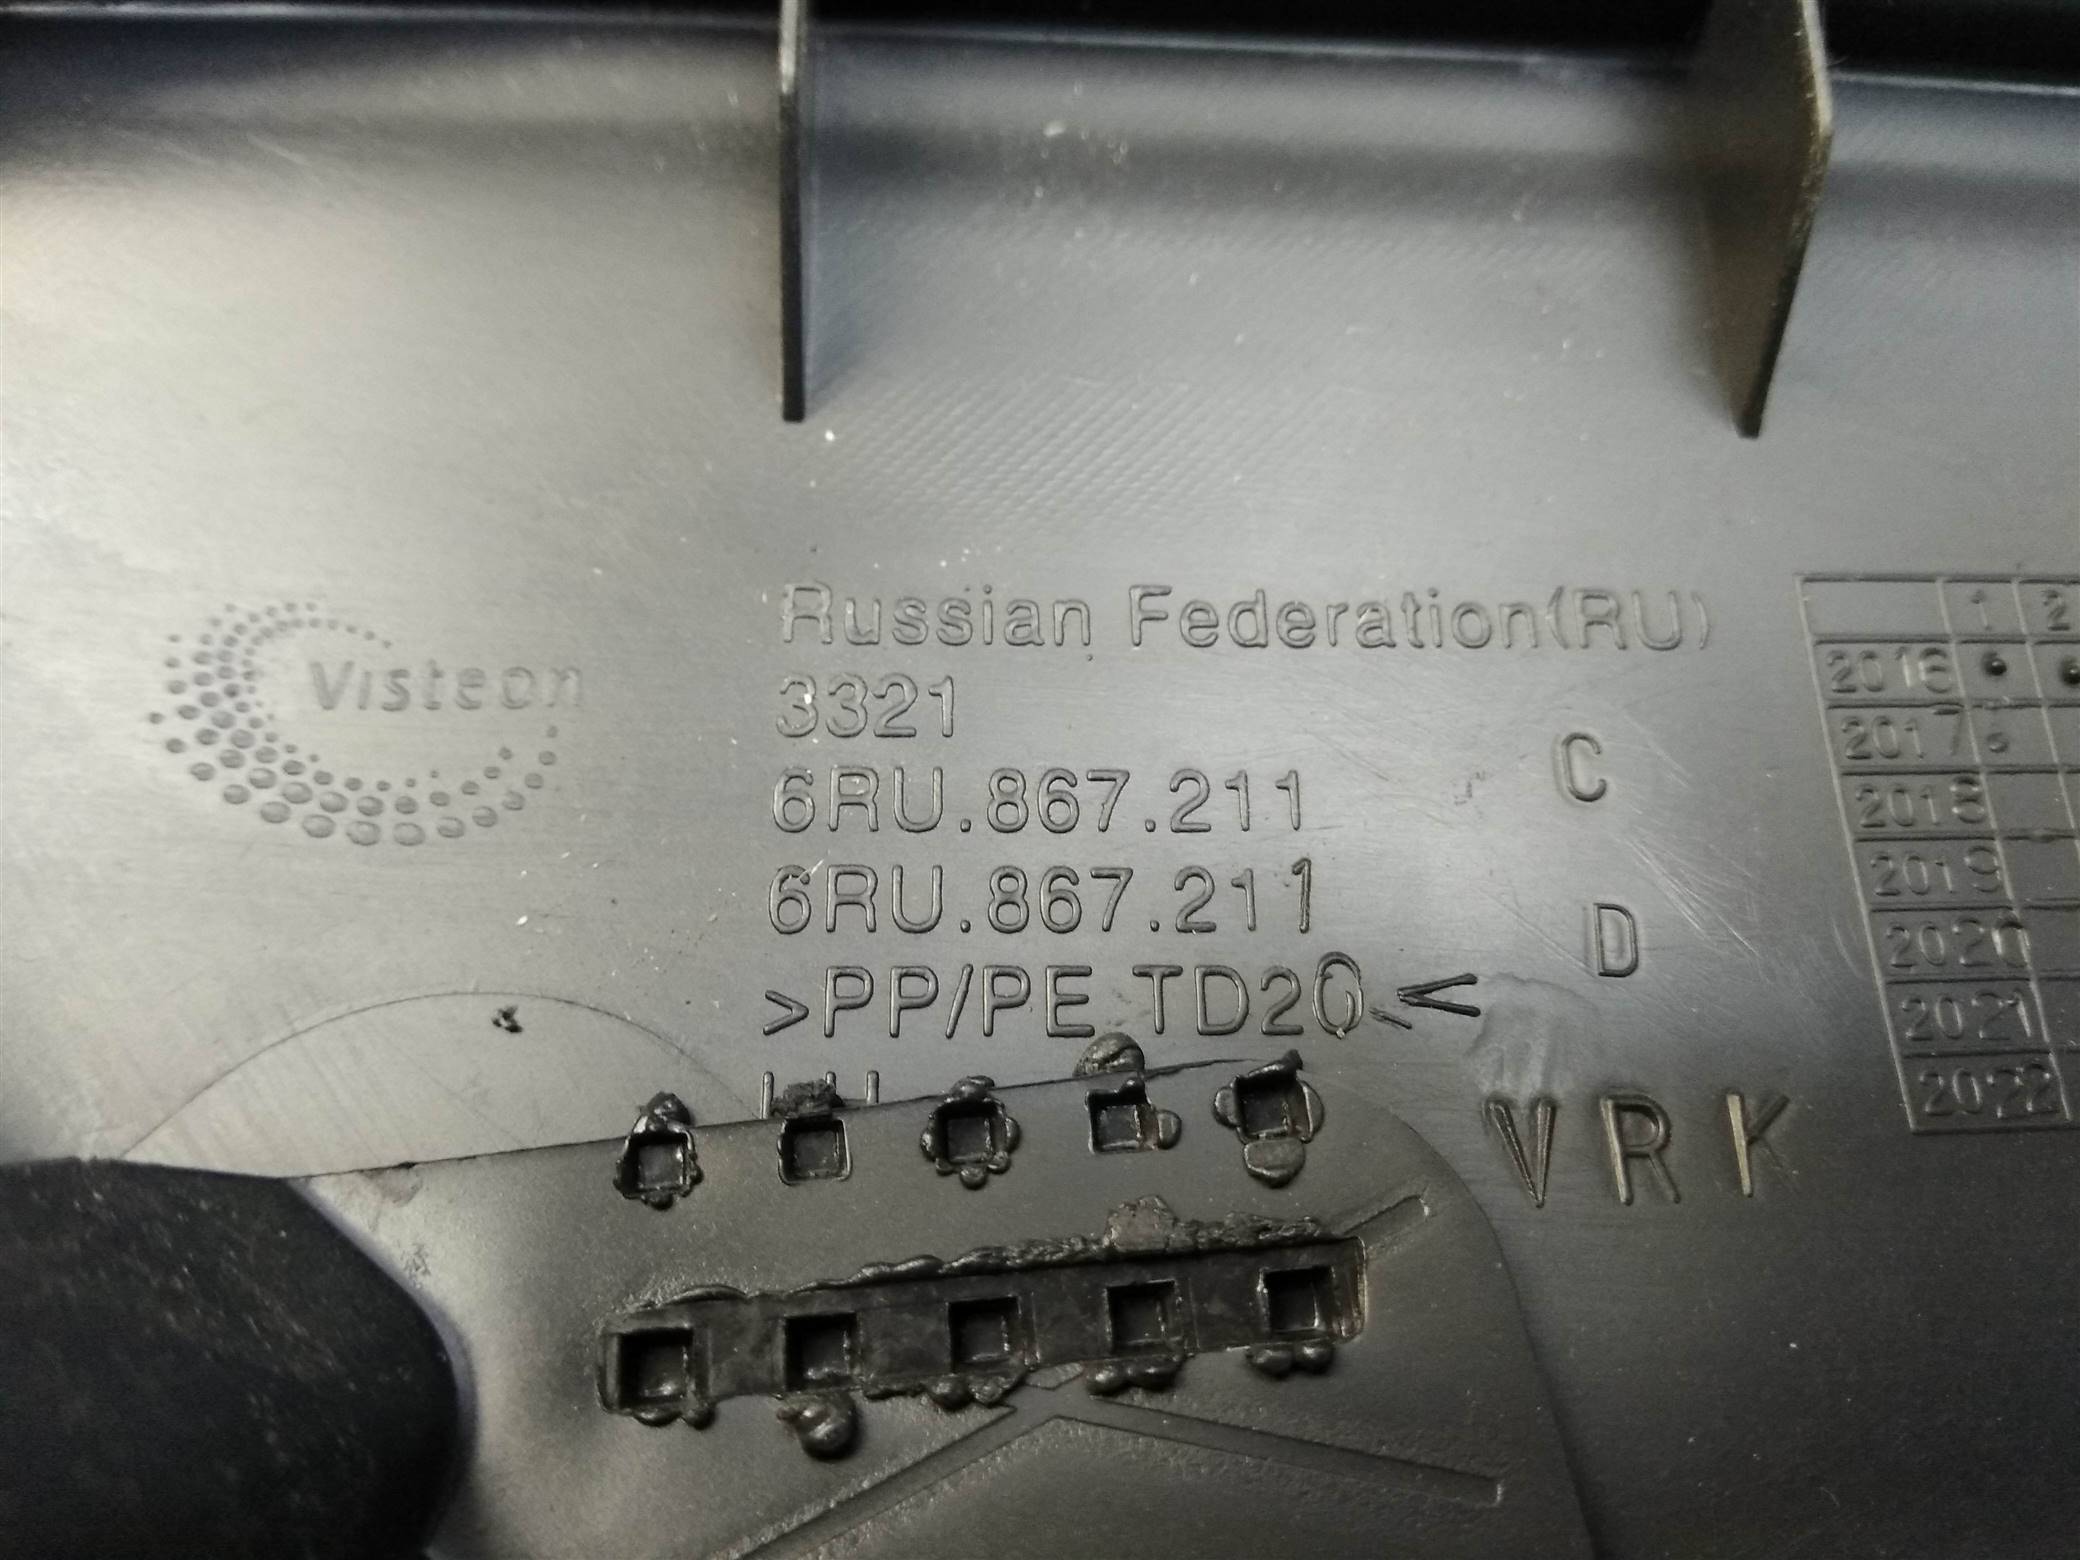 Visteon
Russian Federation(RU)
3321
6RU.867.211 C
6RU.867.211 D
>PP/PE TD20<
VRK
1 2
2016
2017
2018
2019
2020
2021
2022